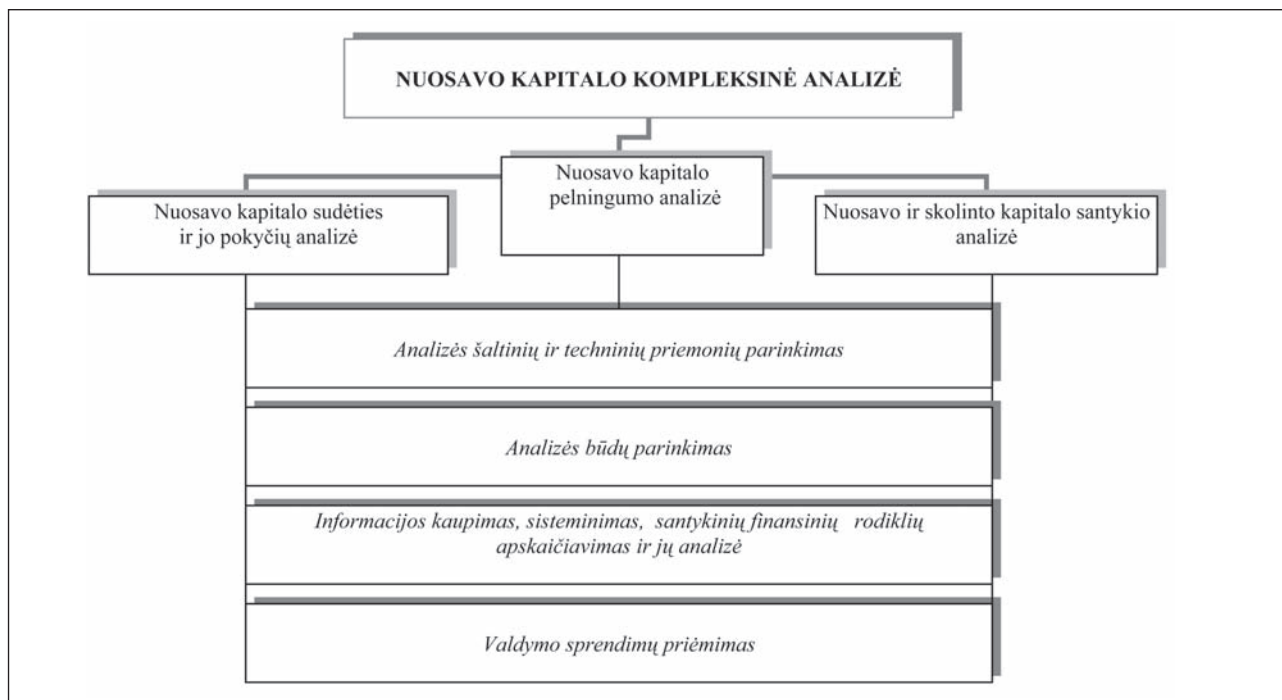 NUOSAVO KAPITALO KOMPLEKSINĖ ANALIZĖ
Nuosavo kapitalo sudėties
ir jo pokyčių analizė
Nuosavo kapitalo
pelningumo analizė
Nuosavo ir skolinto kapitalo santykio
analizė
Analizės šaltinių ir techninių priemonių parinkimas
Analizės būdų parinkimas
Informacijos kaupimas, sisteminimas, santykinių finansinių rodiklių
apskaičiavimas ir jų analizė
Valdymo sprendimų priėmimas